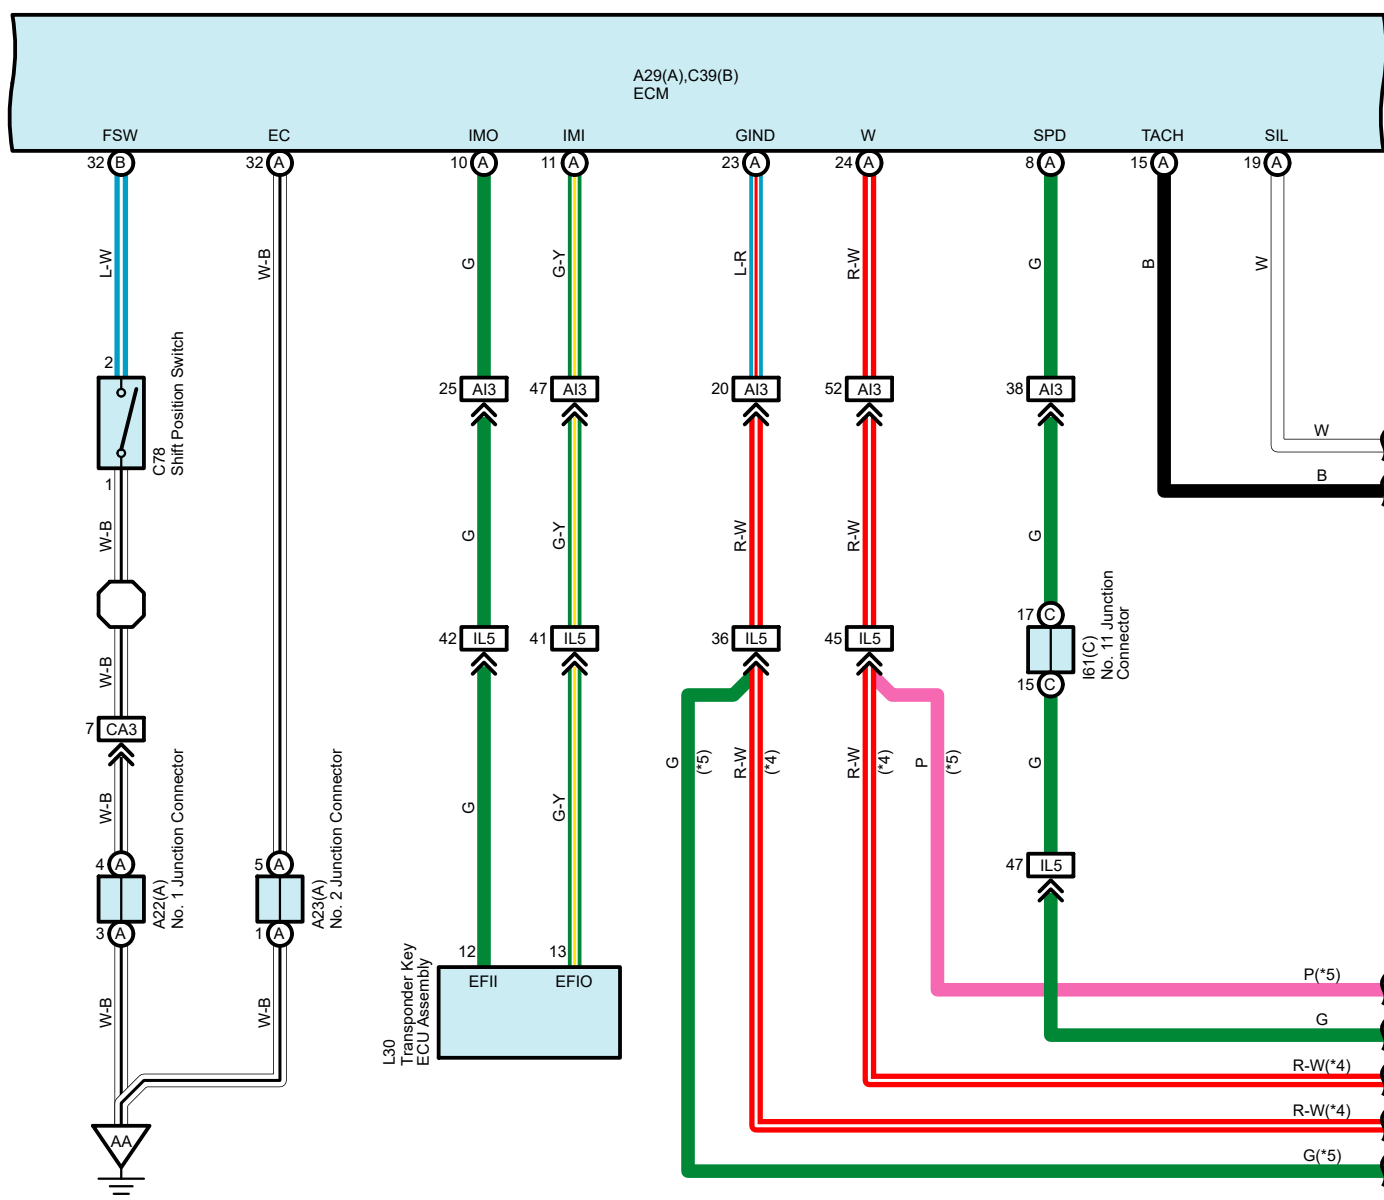 A29(A),C39(B)
ECM
FSW EC IMO IMI GIND W SPD TACH SIL
32 B 32 A 10 A 11 A 23 A 24 A 8 A 15 A 19 A
L-W W-B G G-Y L-R R-W G B W
2
C78
Shift Position Switch
25 AI3 47 AI3 20 AI3 52 AI3 38 AI3
W
B
1
W-B G G-Y R-W R-W G
17 C
I61(C)
No. 11 Junction
Connector
42 IL5 41 IL5 36 IL5 45 IL5
15 C
W-B
7 CA3
G
(*5)
R-W
(*4)
R-W
(*4)
P
(*5)
G
W-B G G-Y
4 A 5 A 47 IL5
A22(A)
No. 1 Junction Connector
A23(A)
No. 2 Junction Connector
3 A 1 A
12 13
EFII EFIO
L30
Transponder Key
ECU Assembly
W-B W-B
P(*5)
G
R-W(*4)
R-W(*4)
AA
G(*5)